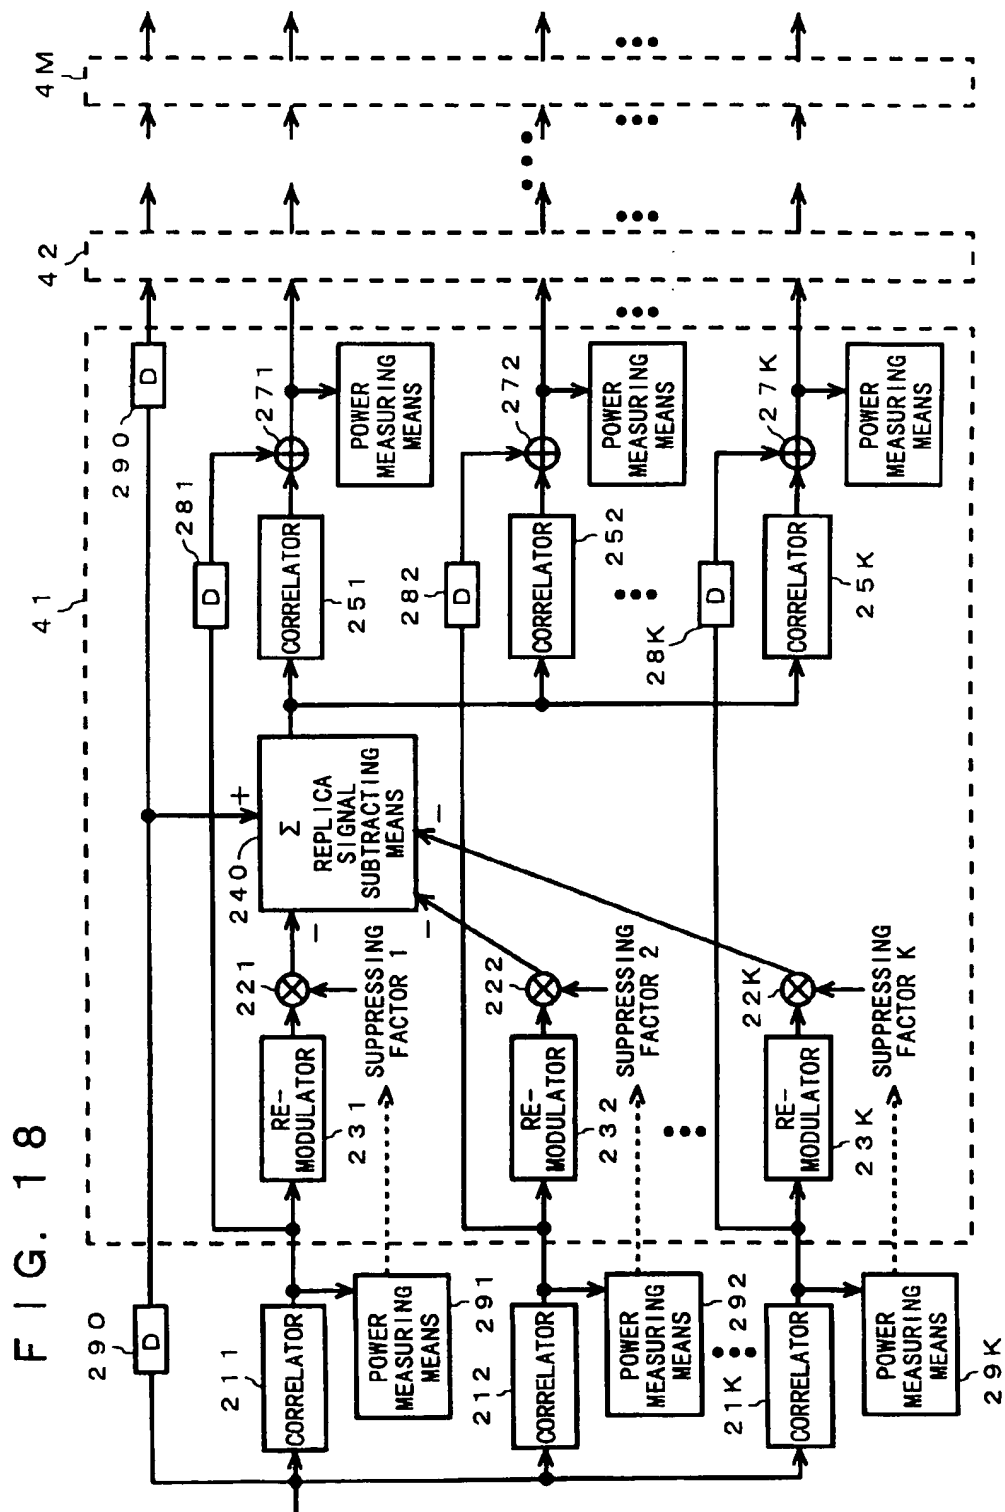 FIG. 18
290
D
211
CORRELATOR
POWER
MEASURING
MEANS
291
212
CORRELATOR
POWER
MEASURING
MEANS
292
21K
CORRELATOR
POWER
MEASURING
MEANS
29K
41
RE-
MODULATOR
231
221
SUPPRESSING
FACTOR 1
RE-
MODULATOR
232
222
SUPPRESSING
FACTOR 2
RE-
MODULATOR
23K
22K
SUPPRESSING
FACTOR K
240
Σ
REPLICA
SIGNAL
SUBTRACTING
MEANS
+
−
−
−
290
D
281
D
CORRELATOR
251
271
POWER
MEASURING
MEANS
282
D
CORRELATOR
252
272
POWER
MEASURING
MEANS
28K
D
CORRELATOR
25K
27K
POWER
MEASURING
MEANS
42
4M